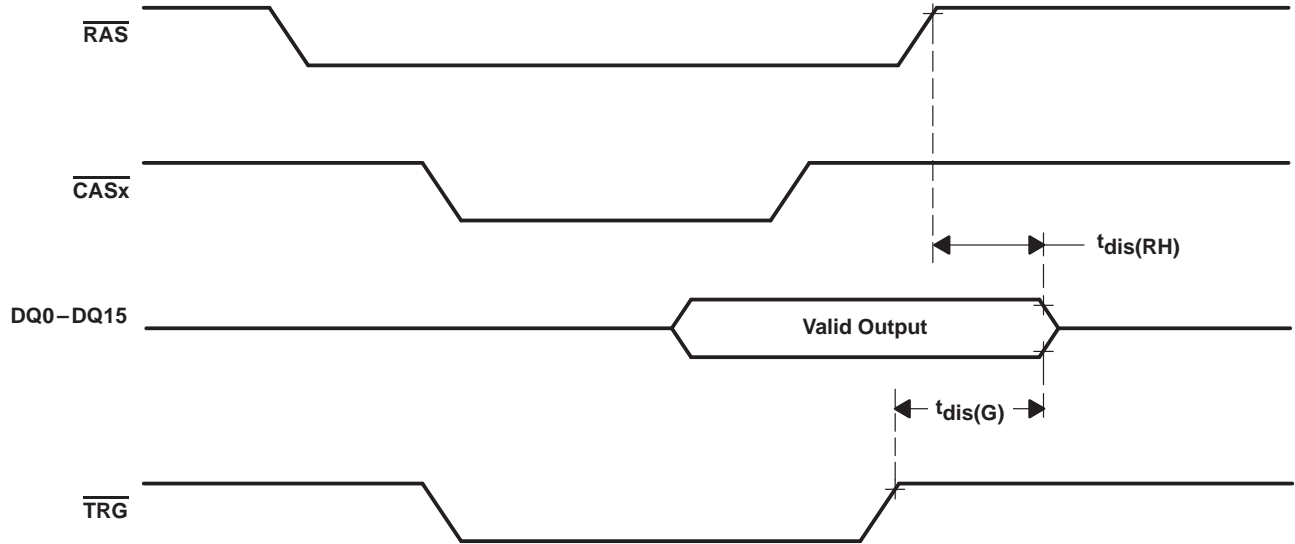 RAS
CASx
tdis(RH)
DQ0–DQ15
Valid Output
tdis(G)
TRG